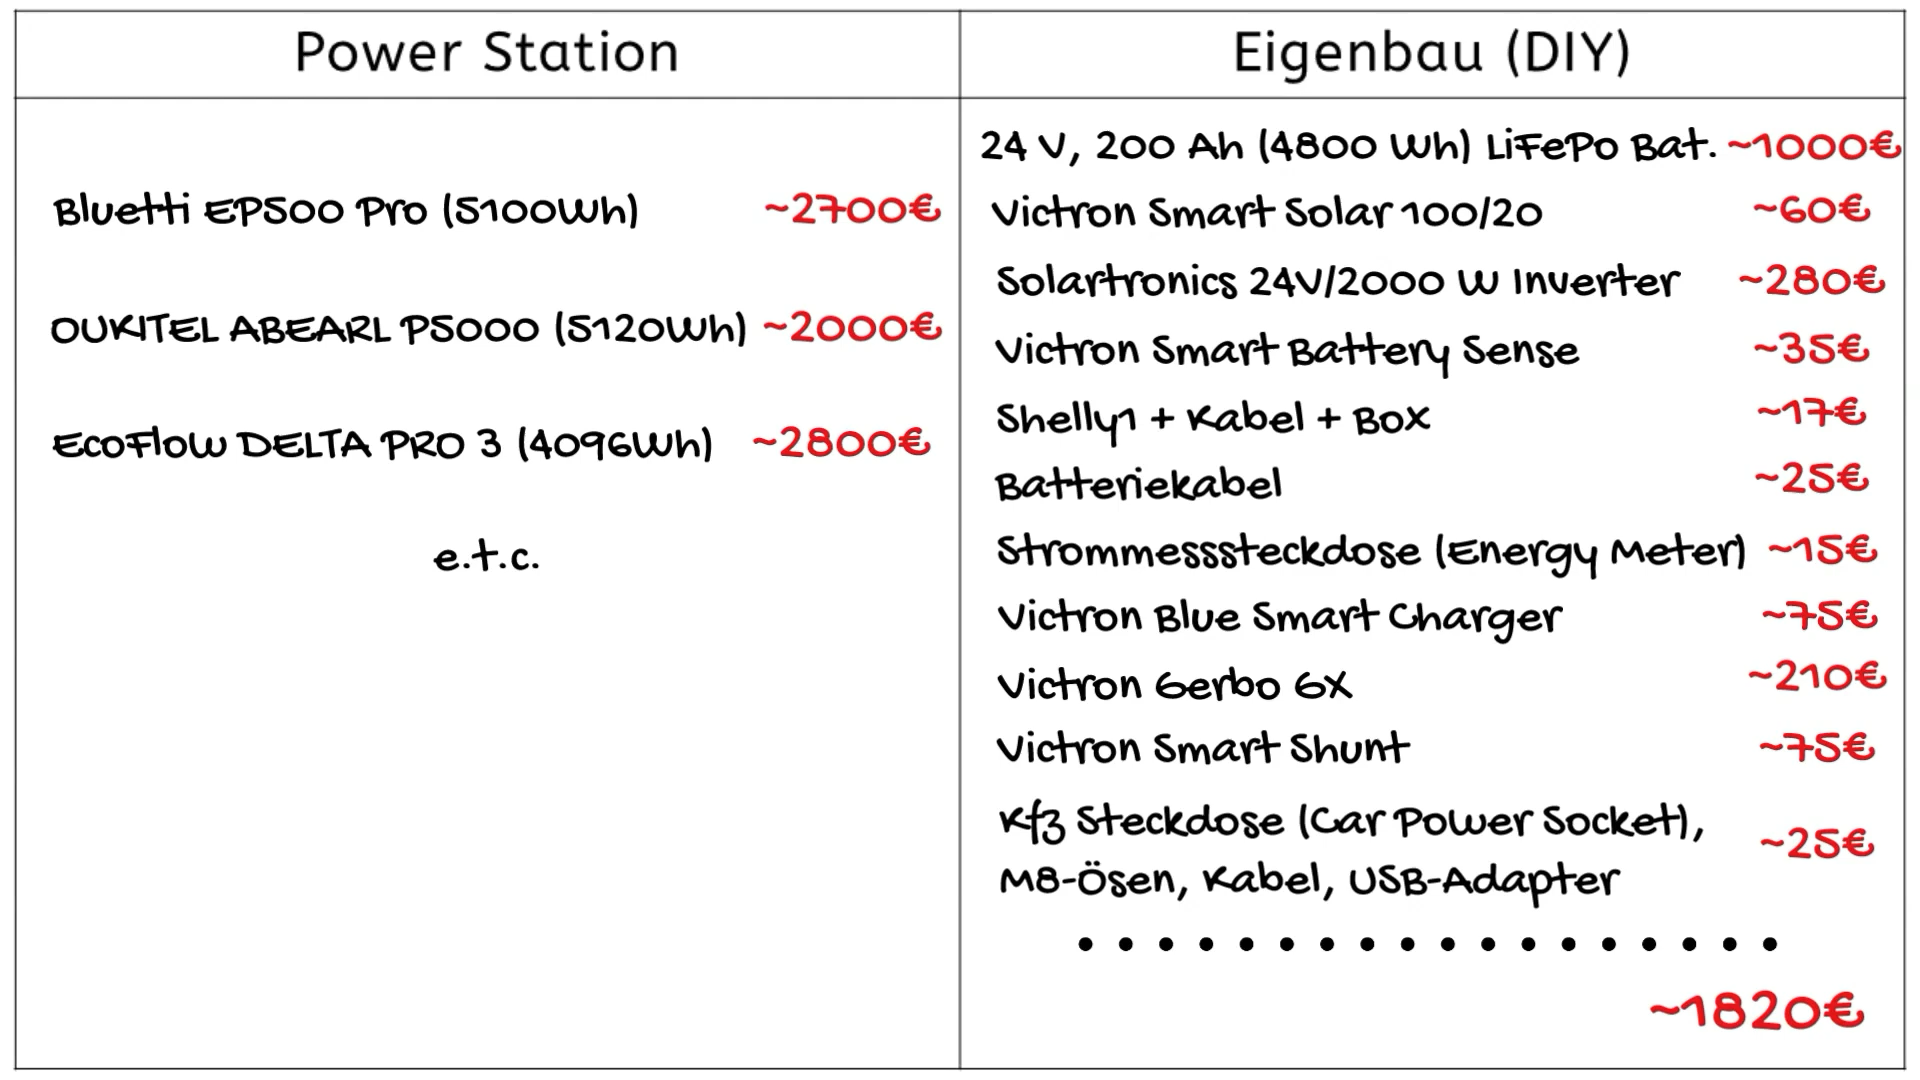 Power Station
Bluetti EP500 Pro (5100Wh) ~2700€
OUKITEL ABEARL P5000 (5120Wh) ~2000€
EcoFlow DELTA PRO 3 (4096Wh) ~2800€
e.t.c.
Eigenbau (DIY)
24 V, 200 Ah (4800 Wh) LiFePo Bat. ~1000€
Victron Smart Solar 100/20 ~60€
Solartronics 24V/2000 W Inverter ~280€
Victron Smart Battery Sense ~35€
Shelly1 + Kabel + Box ~17€
Batteriekabel ~25€
Strommesssteckdose (Energy Meter) ~15€
Victron Blue Smart Charger ~75€
Victron Gerbo GX ~210€
Victron Smart Shunt ~75€
Kfz Steckdose (Car Power Socket),
M8-Ösen, Kabel, USB-Adapter ~25€
..................
~1820€